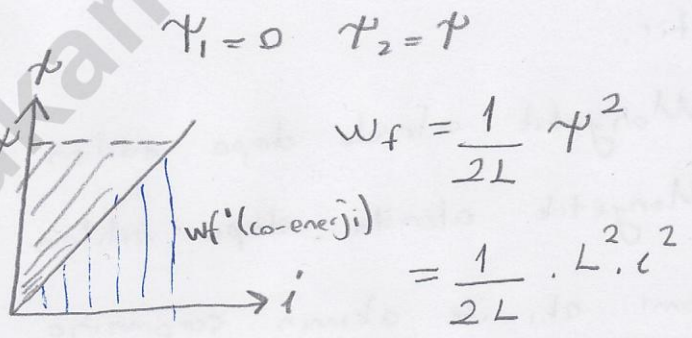 Ψ₁ = 0 Ψ₂ = Ψ
Ψ
Ψ
Wf = 1/2L Ψ²
Wf' (co-enerji)
= 1/2L . L² . i²
i